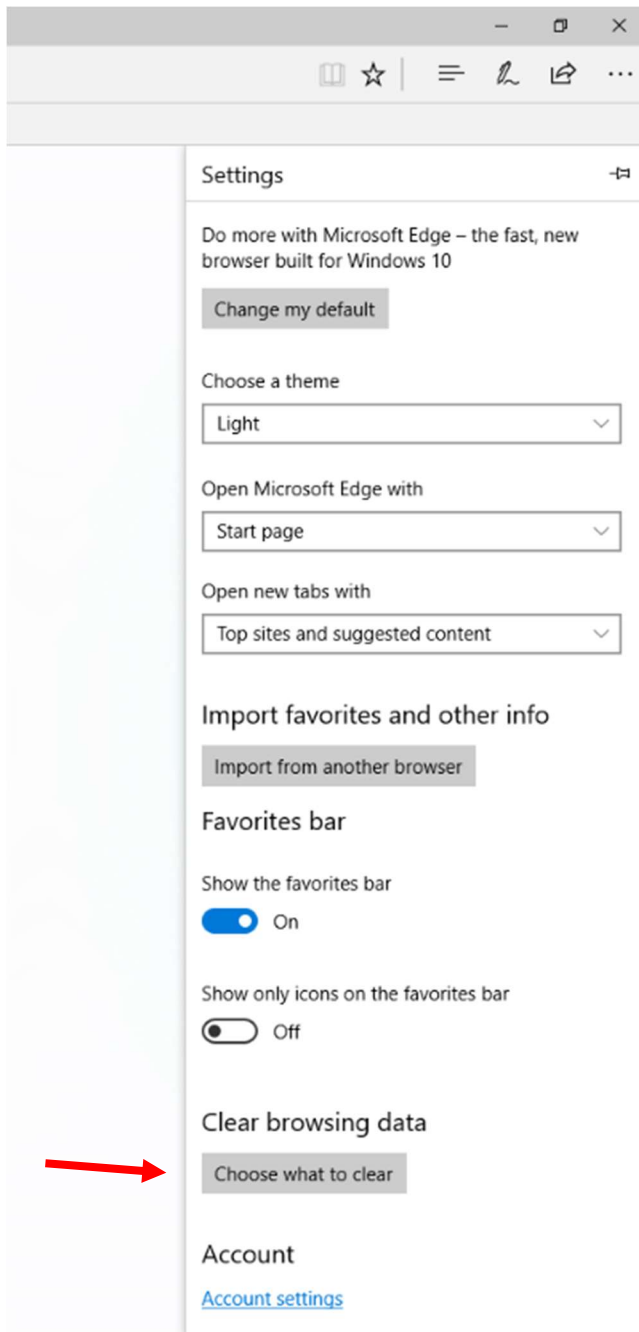 Settings
Do more with Microsoft Edge – the fast, new
browser built for Windows 10
Change my default
Choose a theme
Light
Open Microsoft Edge with
Start page
Open new tabs with
Top sites and suggested content
Import favorites and other info
Import from another browser
Favorites bar
Show the favorites bar
On
Show only icons on the favorites bar
Off
Clear browsing data
Choose what to clear
Account
Account settings